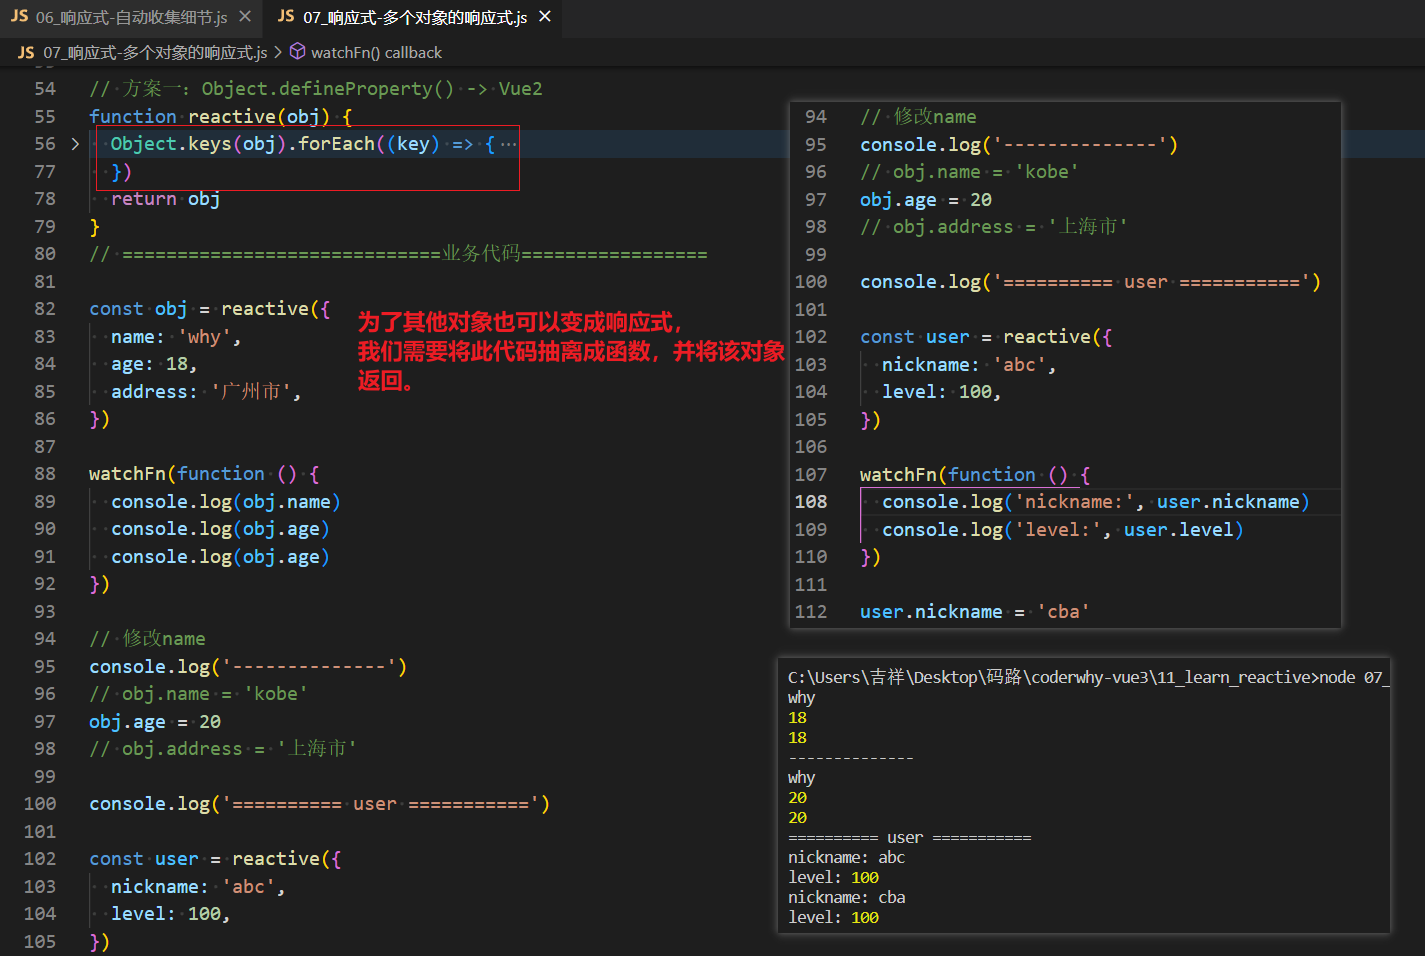 JS 06_响应式-自动收集细节.js ×
JS 07_响应式-多个对象的响应式.js ×
JS 07_响应式-多个对象的响应式.js > watchFn() callback
54 // 方案一: Object.defineProperty() -> Vue2
55 function reactive(obj) {
56 Object.keys(obj).forEach((key) => { ···
77 })
78 return obj
79 }
80 // =============================业务代码=================
81
82 const obj = reactive({
83 name: 'why',
84 age: 18,
85 address: '广州市',
86 })
87
88 watchFn(function () {
89 console.log(obj.name)
90 console.log(obj.age)
91 console.log(obj.age)
92 })
93
94 // 修改name
95 console.log('--------------')
96 // obj.name = 'kobe'
97 obj.age = 20
98 // obj.address = '上海市'
99
100 console.log('========== user ===========')
101
102 const user = reactive({
103 nickname: 'abc',
104 level: 100,
105 })
为了其他对象也可以变成响应式，
我们需要将此代码抽离成函数，并将该对象
返回。
94 // 修改name
95 console.log('--------------')
96 // obj.name = 'kobe'
97 obj.age = 20
98 // obj.address = '上海市'
99
100 console.log('========== user ===========')
101
102 const user = reactive({
103 nickname: 'abc',
104 level: 100,
105 })
106
107 watchFn(function () {
108 console.log('nickname:', user.nickname)
109 console.log('level:', user.level)
110 })
111
112 user.nickname = 'cba'
C:\Users\吉祥\Desktop\码路\coderwhy-vue3\11_learn_reactive>node 07_
why
18
18
--------------
why
20
20
========== user ===========
nickname: abc
level: 100
nickname: cba
level: 100